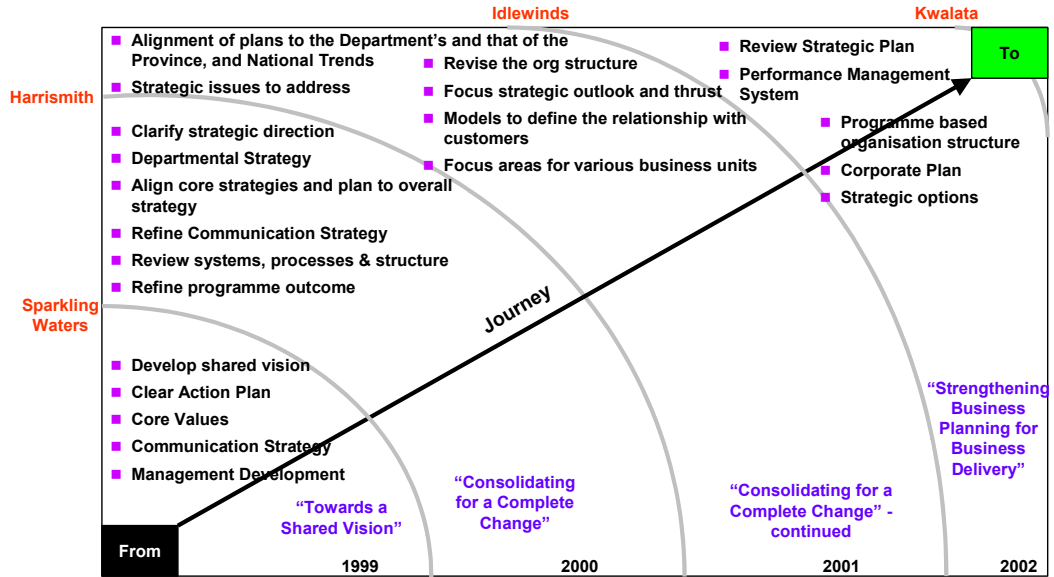 Idlewinds
Kwalata
To
Alignment of plans to the Department’s and that of the
Province, and National Trends
Strategic issues to address
Revise the org structure
Focus strategic outlook and thrust
Models to define the relationship with
customers
Focus areas for various business units
Review Strategic Plan
Performance Management
System
Programme based
organisation structure
Corporate Plan
Strategic options
Harrismith
Clarify strategic direction
Departmental Strategy
Align core strategies and plan to overall
strategy
Refine Communication Strategy
Review systems, processes & structure
Refine programme outcome
Sparkling
Waters
Journey
Develop shared vision
Clear Action Plan
Core Values
Communication Strategy
Management Development
“Towards a
Shared Vision”
“Consolidating
for a Complete
Change”
“Consolidating for a
Complete Change” -
continued
“Strengthening
Business
Planning for
Business
Delivery”
From
1999
2000
2001
2002